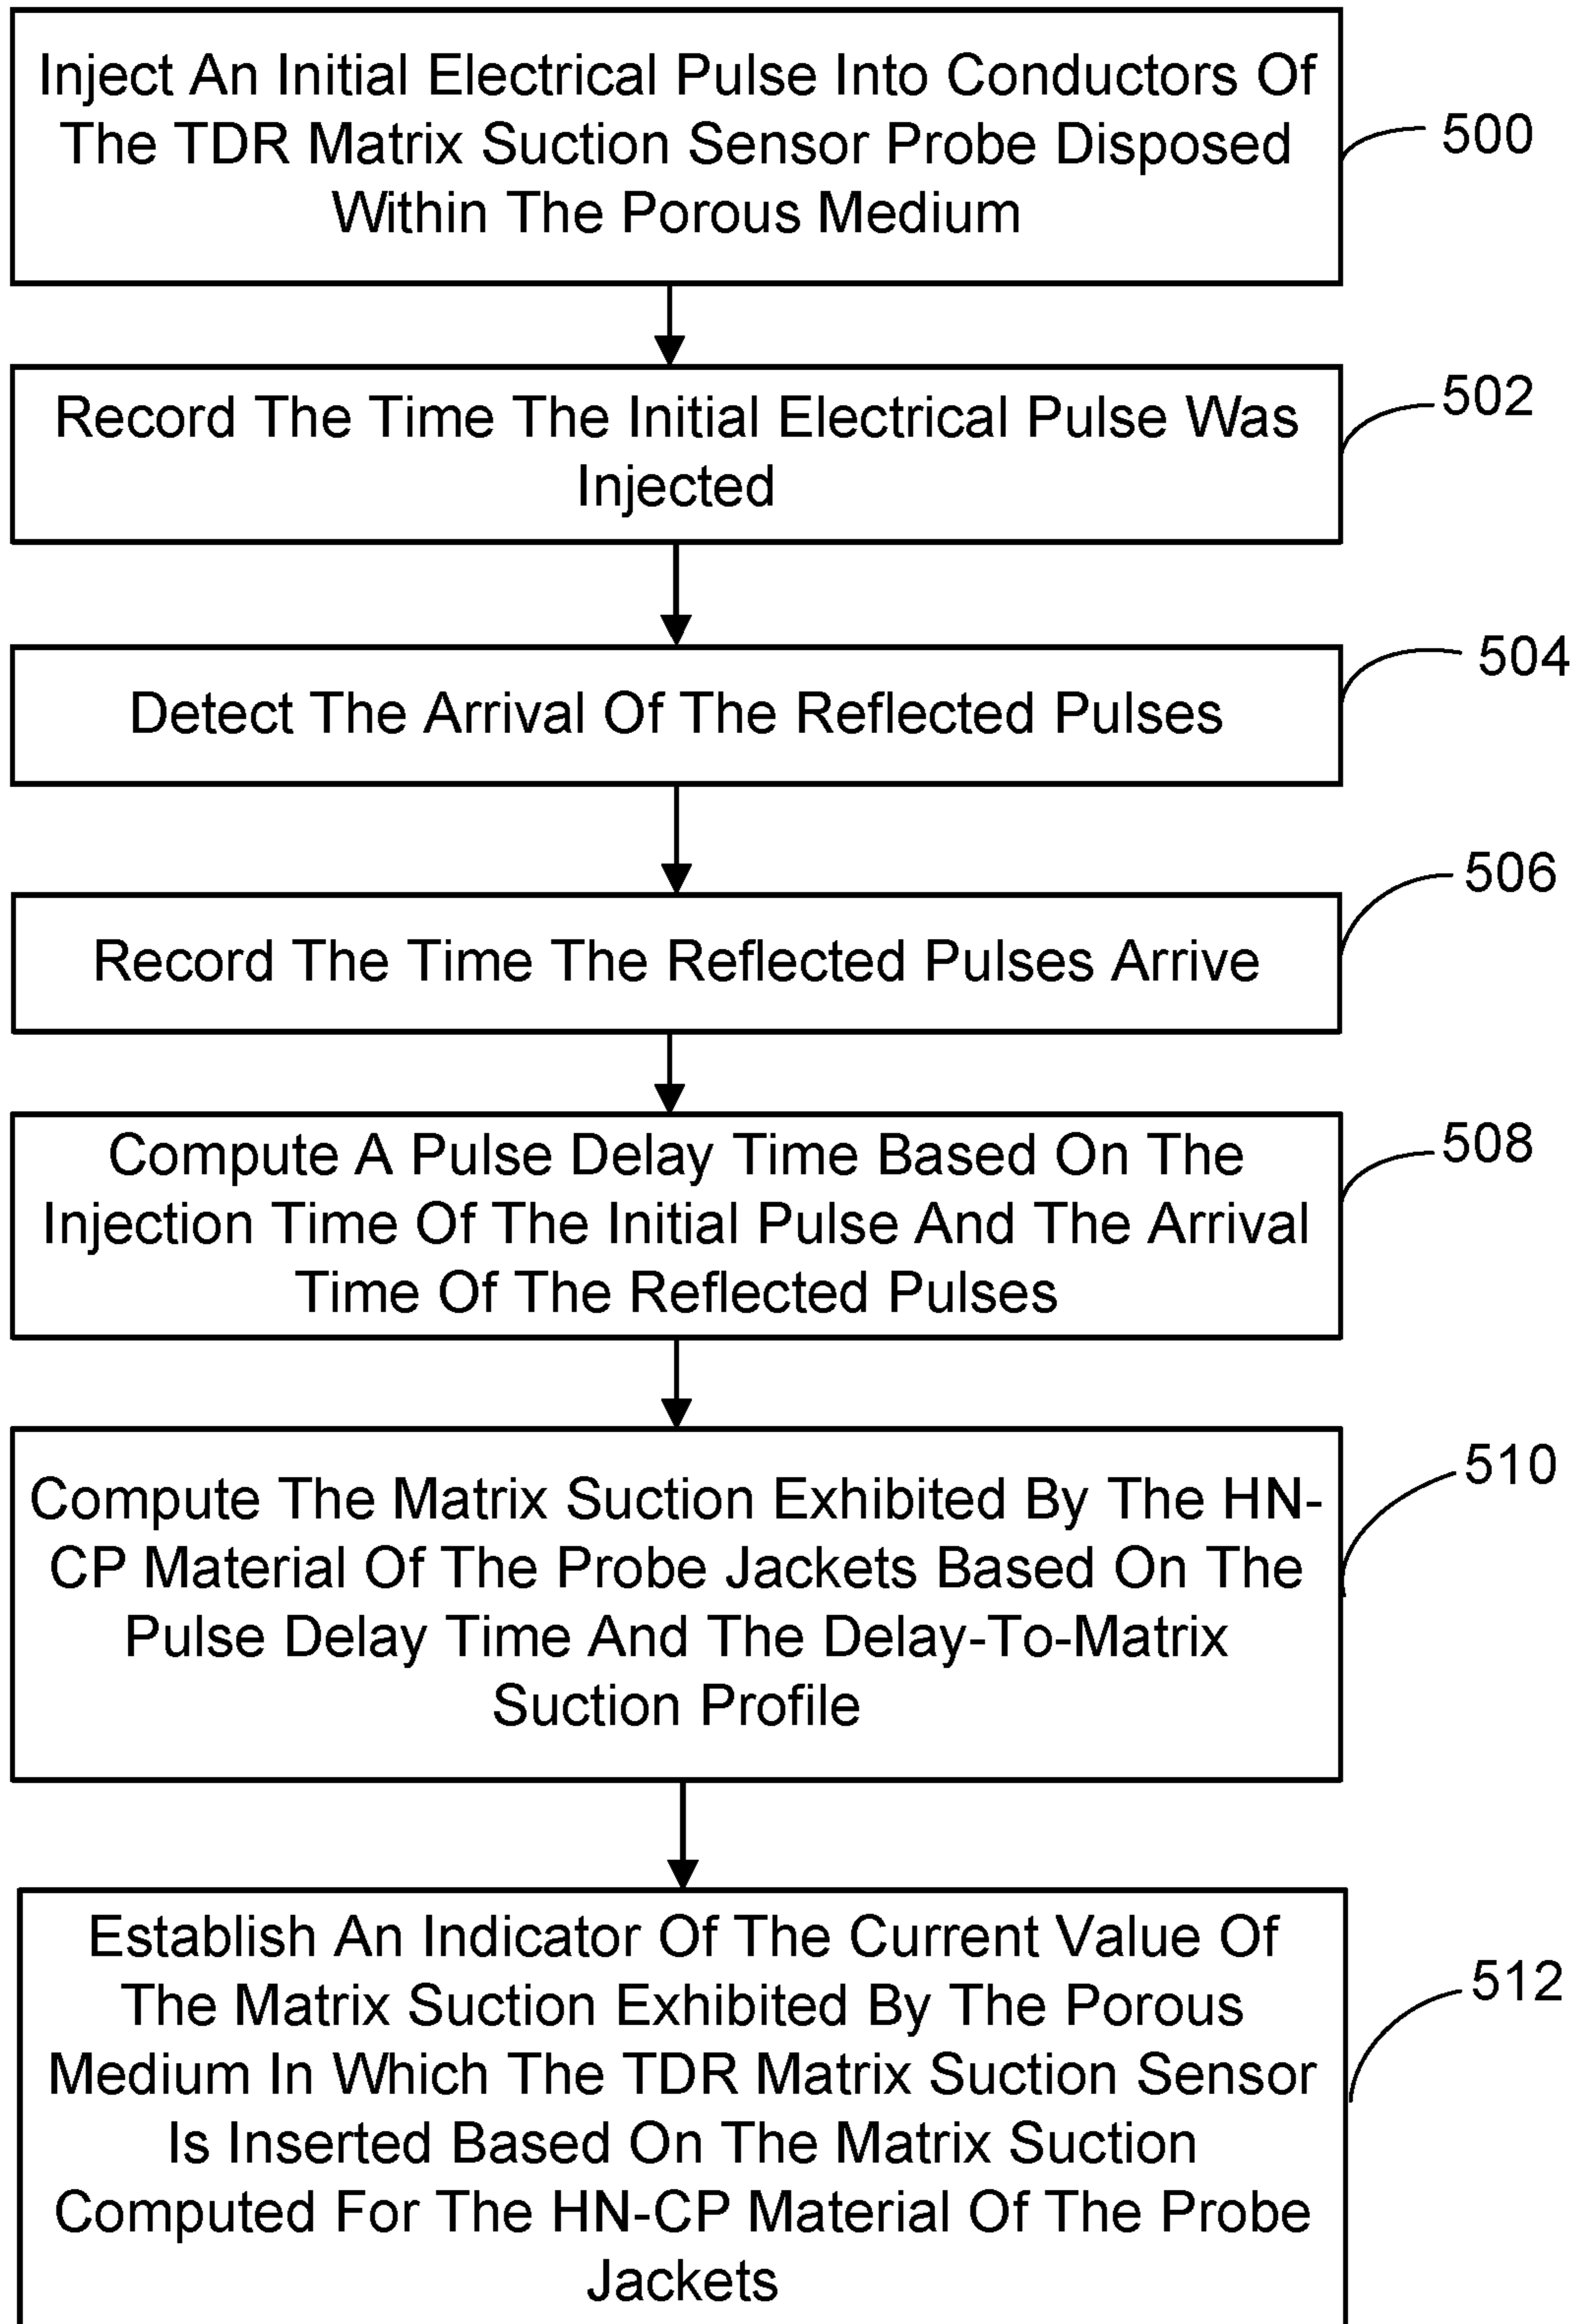 Inject An Initial Electrical Pulse Into Conductors Of
The TDR Matrix Suction Sensor Probe Disposed
Within The Porous Medium
500
Record The Time The Initial Electrical Pulse Was
Injected
502
Detect The Arrival Of The Reflected Pulses
504
Record The Time The Reflected Pulses Arrive
506
Compute A Pulse Delay Time Based On The
Injection Time Of The Initial Pulse And The Arrival
Time Of The Reflected Pulses
508
Compute The Matrix Suction Exhibited By The HN-
CP Material Of The Probe Jackets Based On The
Pulse Delay Time And The Delay-To-Matrix
Suction Profile
510
Establish An Indicator Of The Current Value Of
The Matrix Suction Exhibited By The Porous
Medium In Which The TDR Matrix Suction Sensor
Is Inserted Based On The Matrix Suction
Computed For The HN-CP Material Of The Probe
Jackets
512